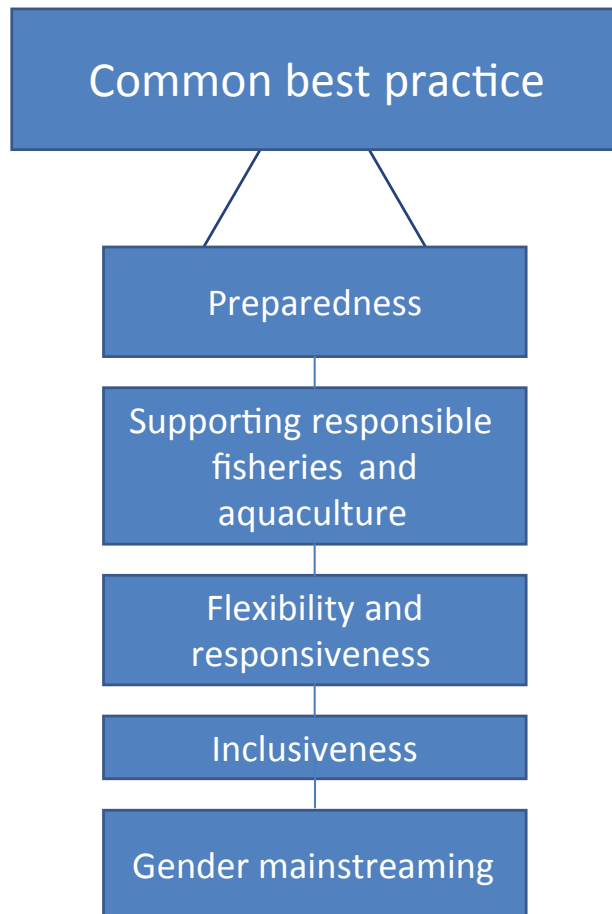 Common best practice
Preparedness
Supporting responsible
fisheries and
aquaculture
Flexibility and
responsiveness
Inclusiveness
Gender mainstreaming